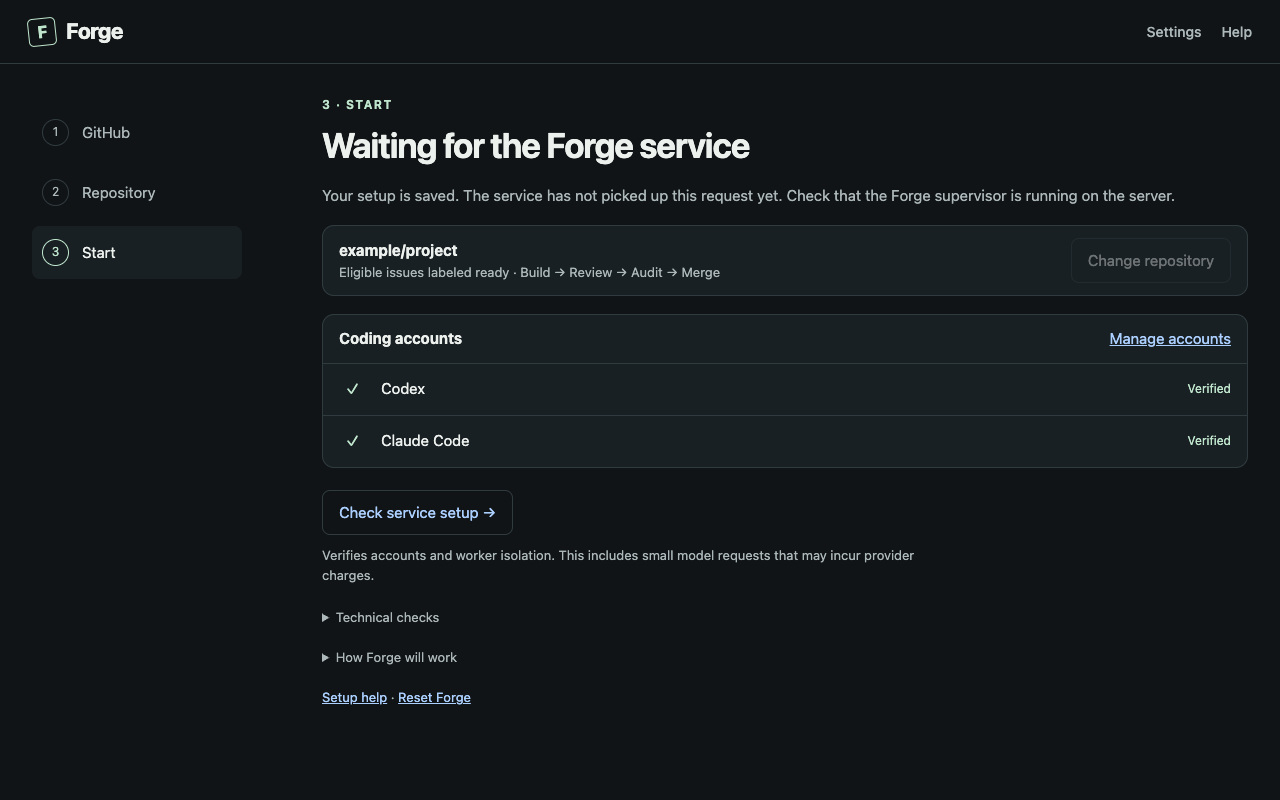 F Forge
Settings Help
1 GitHub
2 Repository
3 Start
3 · START
Waiting for the Forge service
Your setup is saved. The service has not picked up this request yet. Check that the Forge supervisor is running on the server.
example/project
Eligible issues labeled ready · Build → Review → Audit → Merge
Change repository
Coding accounts
Manage accounts
✓ Codex
Verified
✓ Claude Code
Verified
Check service setup →
Verifies accounts and worker isolation. This includes small model requests that may incur provider
charges.
▶ Technical checks
▶ How Forge will work
Setup help · Reset Forge